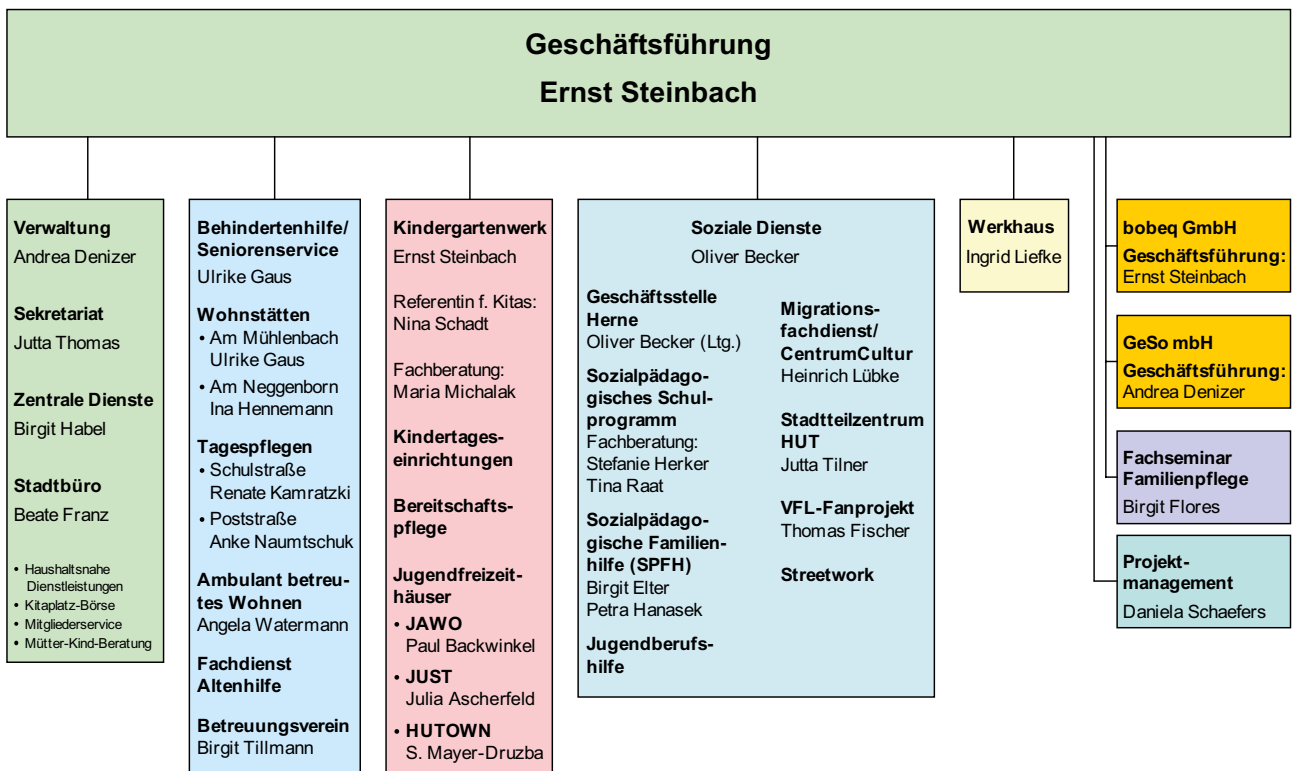 Geschäftsführung
Ernst Steinbach
Verwaltung
Andrea Denizer
Sekretariat
Jutta Thomas
Zentrale Dienste
Birgit Habel
Stadtbüro
Beate Franz
• Haushaltsnahe
Dienstleistungen
• Kitaplatz-Börse
• Mitgliederservice
• Mütter-Kind-Beratung
Behindertenhilfe/
Seniorenservice
Ulrike Gaus
Wohnstätten
• Am Mühlenbach
Ulrike Gaus
• Am Neggenborn
Ina Hennemann
Tagespflegen
• Schulstraße
Renate Kamratzki
• Poststraße
Anke Naumtschuk
Ambulant betreu-
tes Wohnen
Angela Watermann
Fachdienst
Altenhilfe
Betreuungsverein
Birgit Tillmann
Kindergartenwerk
Ernst Steinbach
Referentin f. Kitas:
Nina Schadt
Fachberatung:
Maria Michalak
Kindertages-
einrichtungen
Bereitschafts-
pflege
Jugendfreizeit-
häuser
• JAWO
Paul Backwinkel
• JUST
Julia Ascherfeld
• HUTOWN
S. Mayer-Druzba
Soziale Dienste
Oliver Becker
Geschäftsstelle
Herne
Oliver Becker (Ltg.)
Sozialpädago-
gisches Schul-
programm
Fachberatung:
Stefanie Herker
Tina Raat
Sozialpädago-
gische Familien-
hilfe (SPFH)
Birgit Elter
Petra Hanasek
Jugendberufs-
hilfe
Migrations-
fachdienst/
CentrumCultur
Heinrich Lübke
Stadtteilzentrum
HUT
Jutta Tilner
VFL-Fanprojekt
Thomas Fischer
Streetwork
Werkhaus
Ingrid Liefke
bobeq GmbH
Geschäftsführung:
Ernst Steinbach
GeSo mbH
Geschäftsführung:
Andrea Denizer
Fachseminar
Familienpflege
Birgit Flores
Projekt-
management
Daniela Schaefers